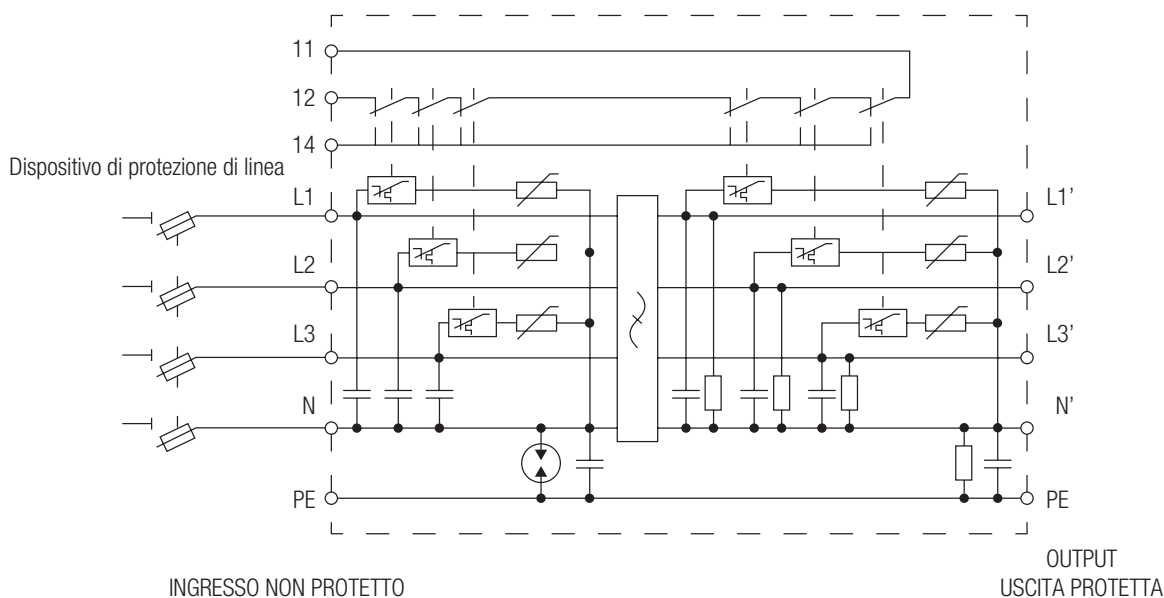 11
12
14
Dispositivo di protezione di linea
L1
L1'
L2
L2'
L3
L3'
N
N'
PE
PE
OUTPUT
INGRESSO NON PROTETTO
USCITA PROTETTA